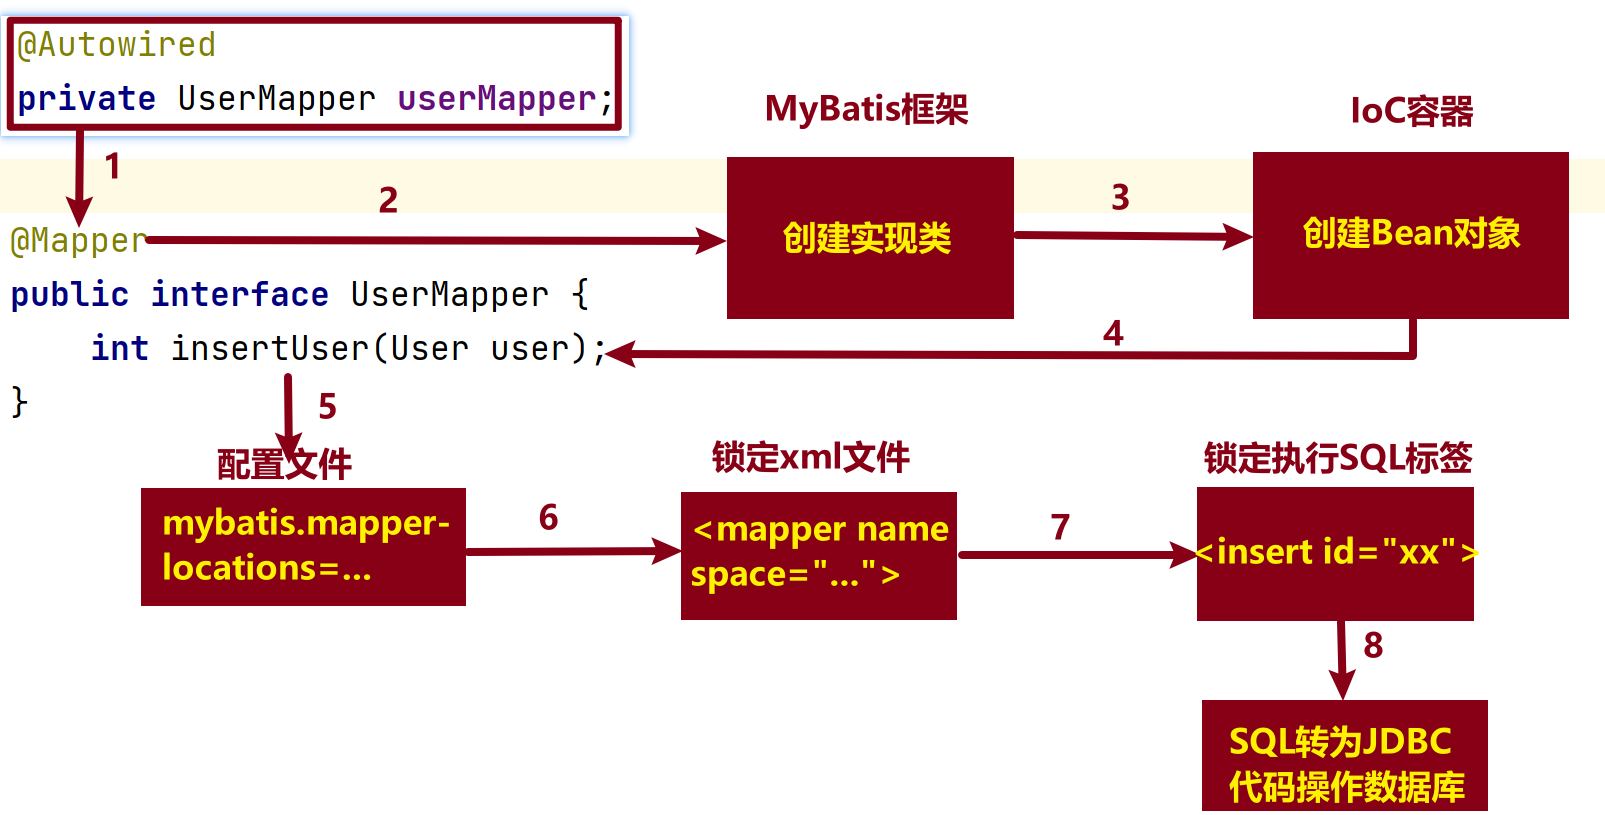 @Autowired
private UserMapper userMapper;
MyBatis框架
IoC容器
1
2
3
@Mapper
创建实现类
创建Bean对象
public interface UserMapper {
int insertUser(User user);
4
}
5
配置文件
锁定xml文件
锁定执行SQL标签
mybatis.mapper-
locations=...
6
<mapper name
space="...">
7
<insert id="xx">
8
SQL转为JDBC
代码操作数据库